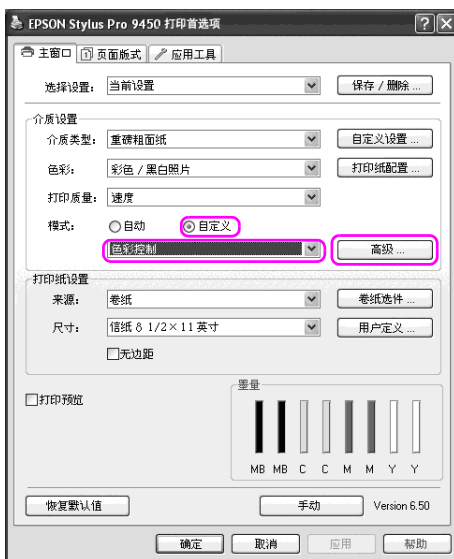 EPSON Stylus Pro 9450 打印首选项
主窗口 页面版式 应用工具
选择设置: 当前设置 保存 / 删除 ...
介质设置
介质类型: 重磅粗面纸 自定义设置 ...
色彩: 彩色 / 黑白照片 打印纸配置 ...
打印质量: 速度
模式: 自动 自定义
色彩控制 高级 ...
打印纸设置
来源: 卷纸 卷纸选件 ...
尺寸: 信纸 8 1/2×11 英寸 用户定义 ...
无边距
打印预览
墨量
MB MB C C M M Y Y
恢复默认值 手动 Version 6.50
确定 取消 应用 帮助